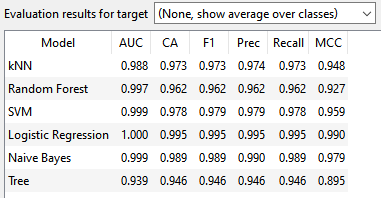 Evaluation results for target (None, show average over classes)
Model AUC CA F1 Prec Recall MCC
kNN 0.988 0.973 0.973 0.974 0.973 0.948
Random Forest 0.997 0.962 0.962 0.962 0.962 0.927
SVM 0.999 0.978 0.979 0.979 0.978 0.959
Logistic Regression 1.000 0.995 0.995 0.995 0.995 0.990
Naive Bayes 0.999 0.989 0.989 0.990 0.989 0.979
Tree 0.939 0.946 0.946 0.946 0.946 0.895